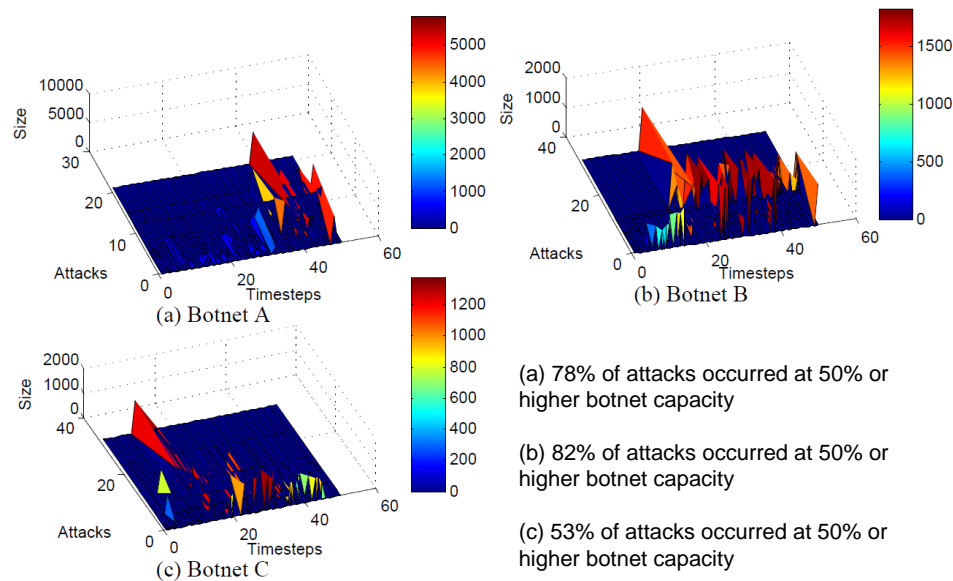 10000
5000
0
Size
30
20
10
0
Attacks
0
20
40
60
Timesteps
5000
4000
3000
2000
1000
0
(a) Botnet A
2000
1000
0
Size
40
20
0
Attacks
0
20
40
60
Timesteps
1500
1000
500
0
(b) Botnet B
2000
1000
0
Size
40
20
0
Attacks
0
20
40
60
Timesteps
1200
1000
800
600
400
200
0
(c) Botnet C
(a) 78% of attacks occurred at 50% or
higher botnet capacity
(b) 82% of attacks occurred at 50% or
higher botnet capacity
(c) 53% of attacks occurred at 50% or
higher botnet capacity